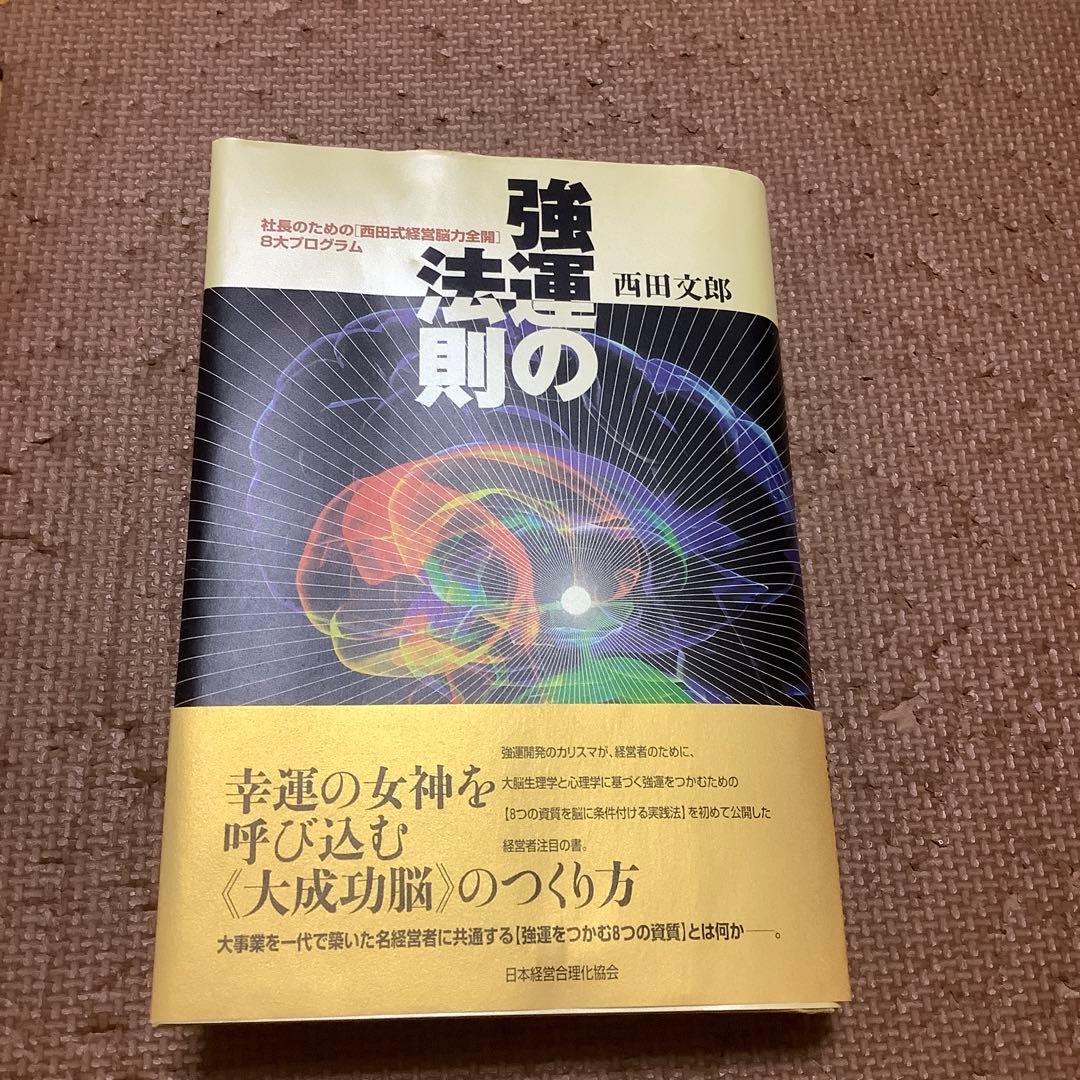 社長のための[西田式経営脳力全開]
8大プログラム
強運の
法則
西田文郎
幸運の女神を
呼び込む
《大成功脳》のつくり方
強運開発のカリスマが、経営者のために、
大脳生理学と心理学に基づく強運をつかむための
【8つの資質を脳に条件付ける実践法】を初めて公開した
経営者注目の書。
大事業を一代で築いた名経営者に共通する【強運をつかむ8つの資質】とは何か――。
日本経営合理化協会